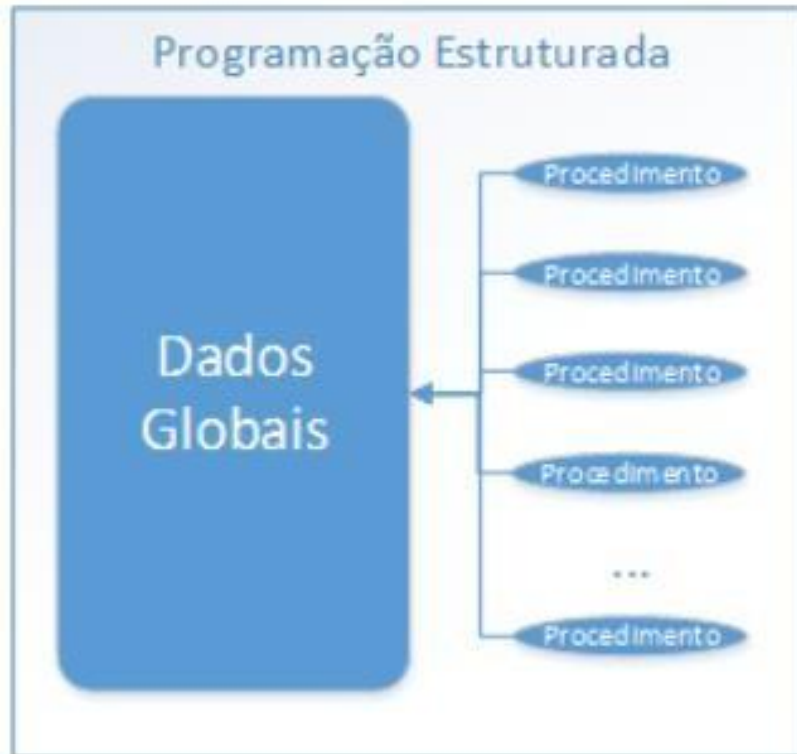 Programação Estruturada
Dados
Globais
Procedimento
Procedimento
Procedimento
Procedimento
...
Procedimento